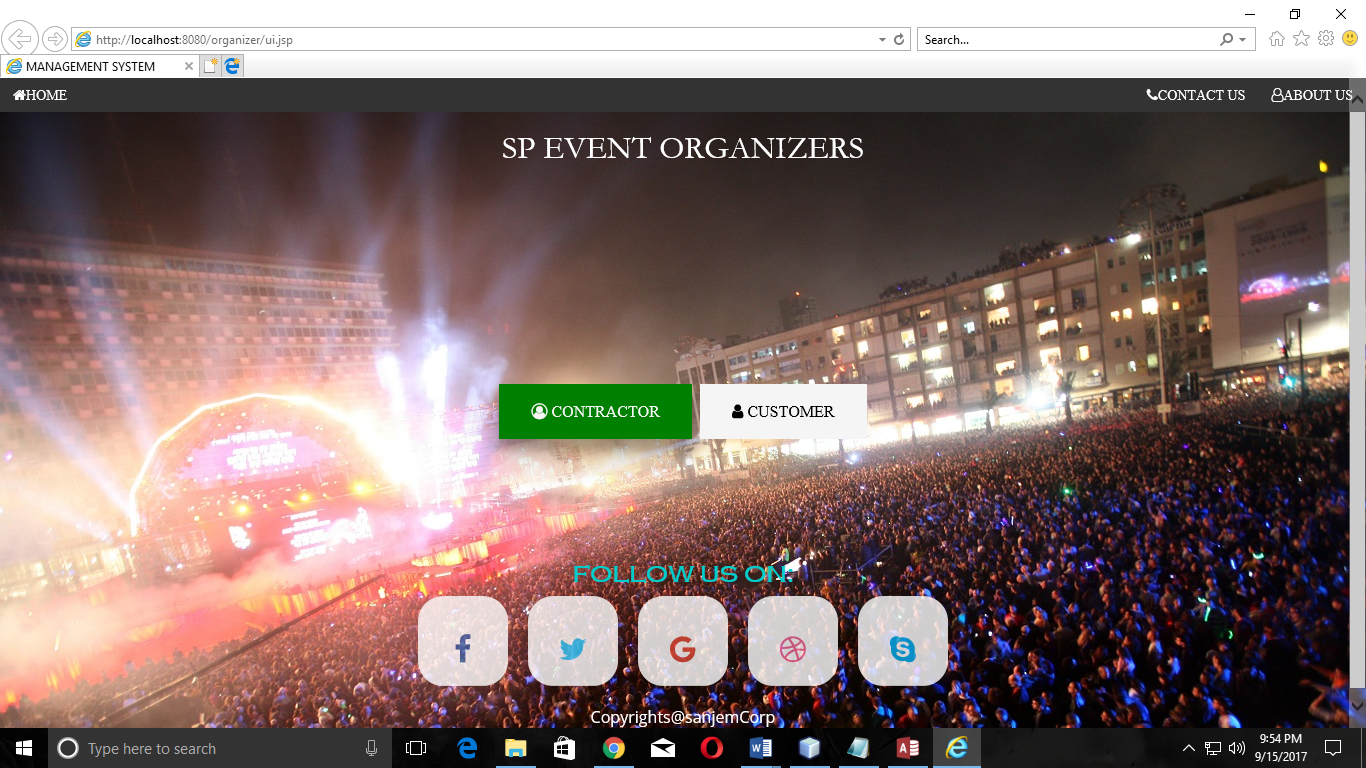 http://localhost:8080/organizer/ui.jsp
Search...
MANAGEMENT SYSTEM
HOME
CONTACT US
ABOUT US
SP EVENT ORGANIZERS
CONTRACTOR
CUSTOMER
FOLLOW US ON:
Copyrights@sanjemCorp
Type here to search
9:54 PM
9/15/2017